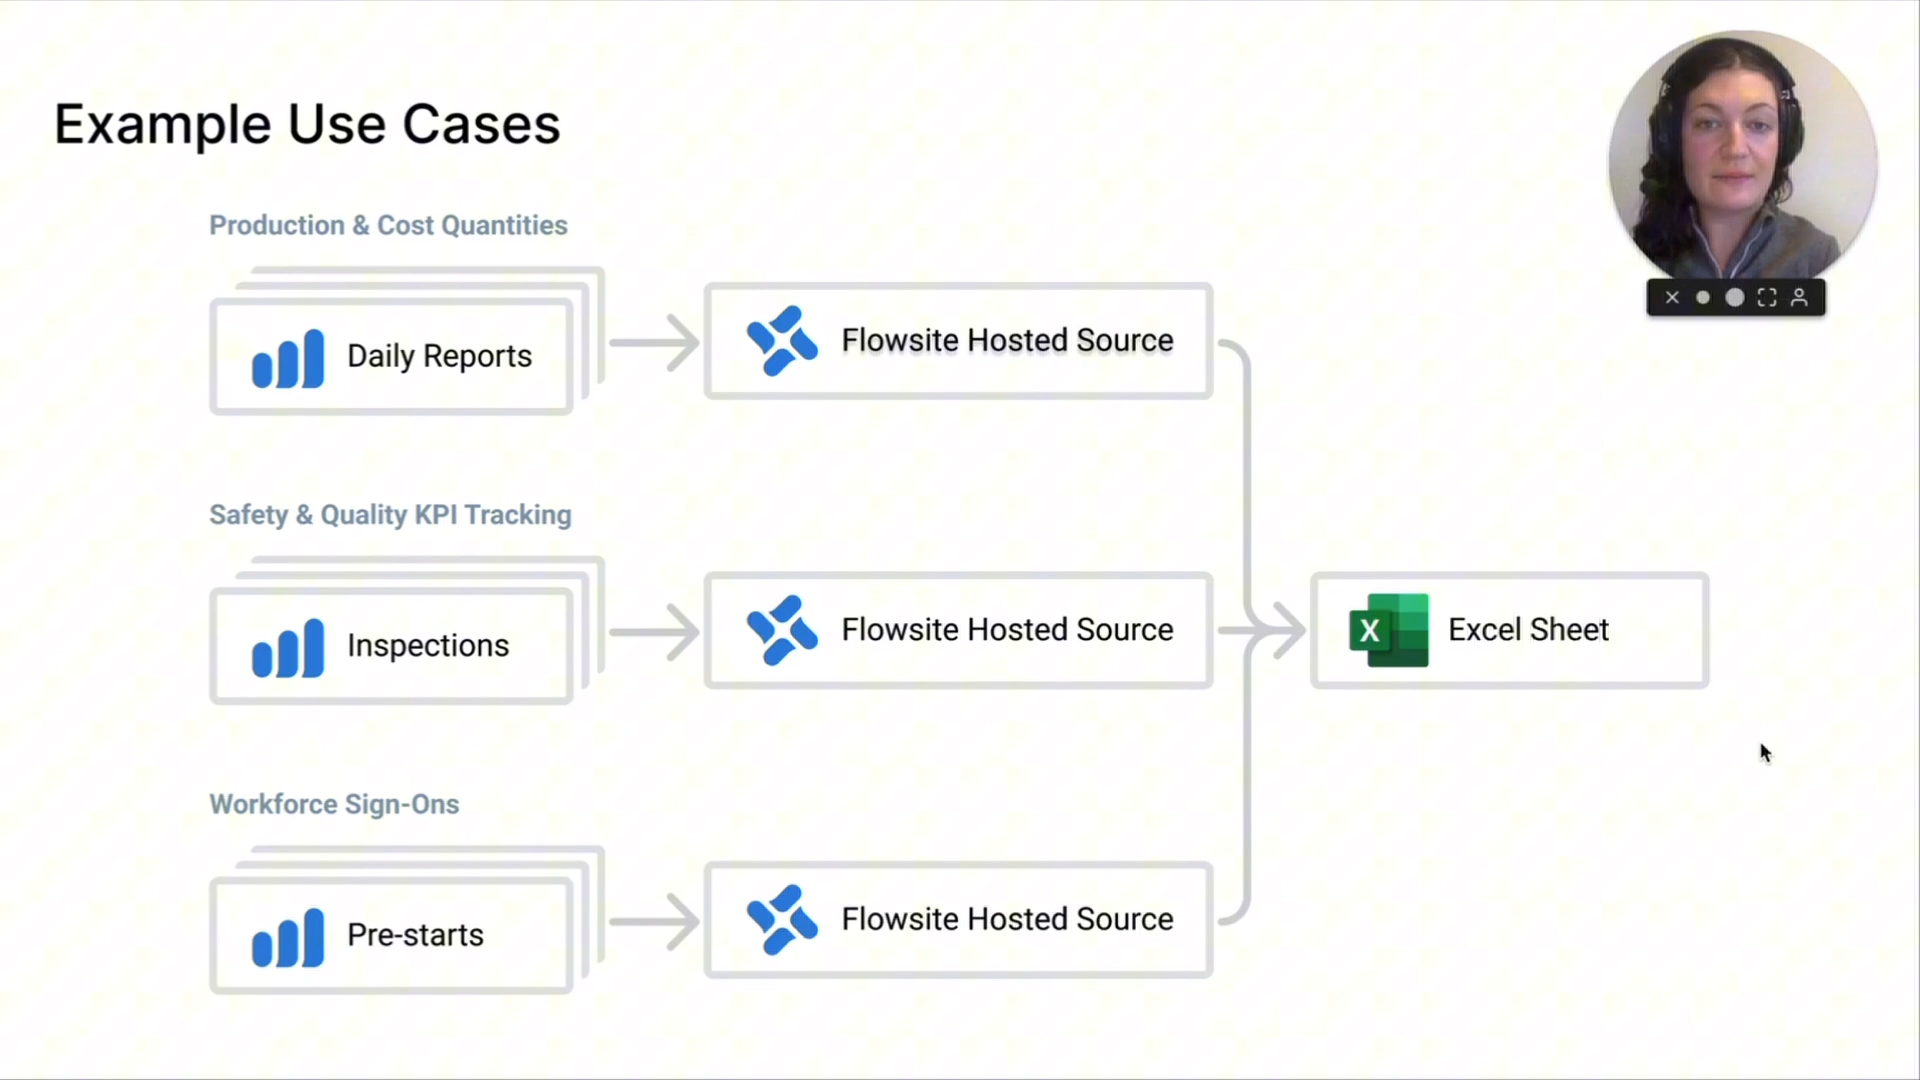 Example Use Cases
Production & Cost Quantities
Daily Reports
Flowsite Hosted Source
Safety & Quality KPI Tracking
Inspections
Flowsite Hosted Source
X
Excel Sheet
Workforce Sign-Ons
Pre-starts
Flowsite Hosted Source